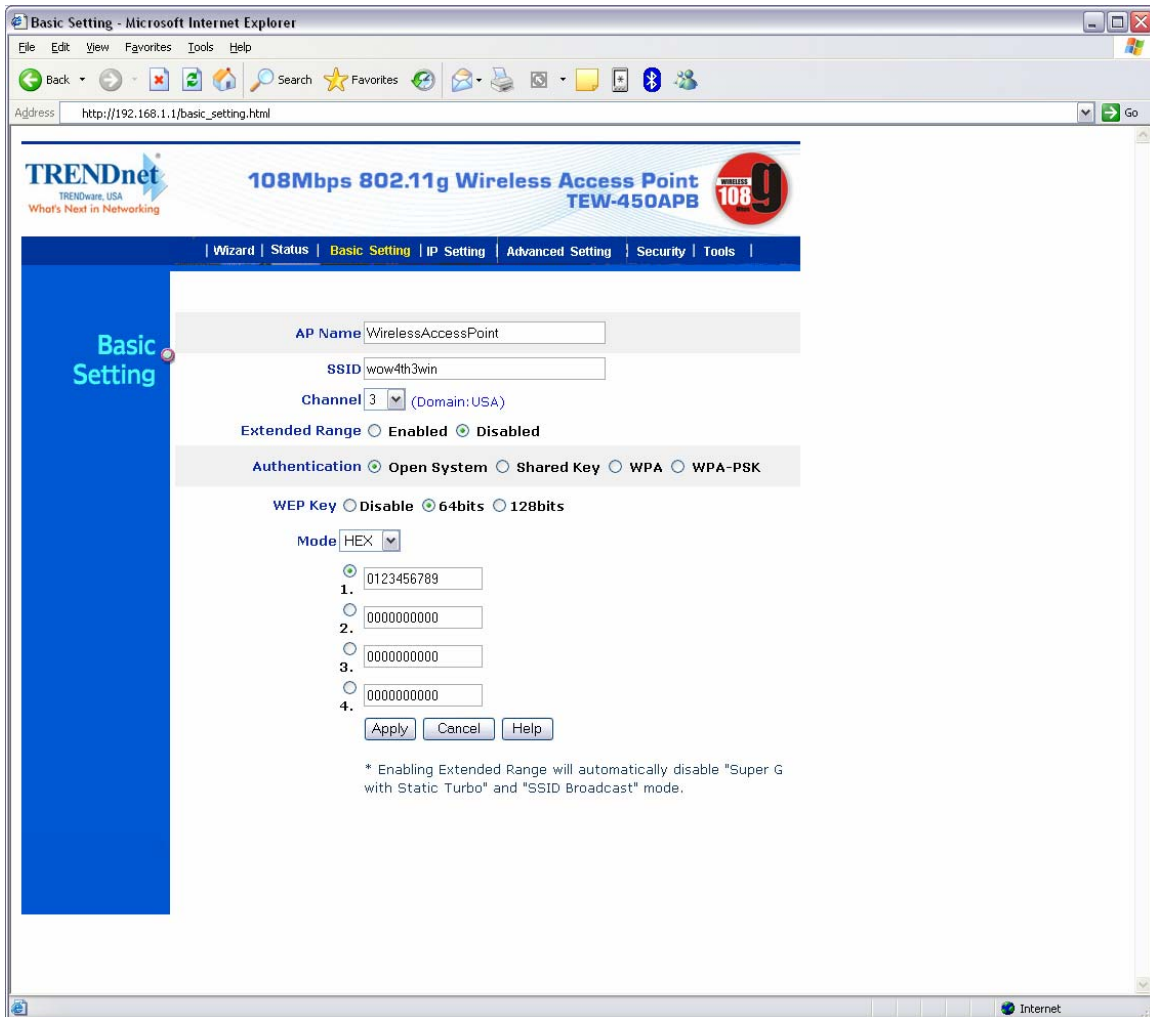 Basic Setting - Microsoft Internet Explorer
File Edit View Favorites Tools Help
Back Search Favorites
Address http://192.168.1.1/basic_setting.html Go
TRENDnet
TRENDware, USA
What's Next in Networking
108Mbps 802.11g Wireless Access Point
TEW-450APB
WIRELESS
108 g
| Wizard | Status | Basic Setting | IP Setting | Advanced Setting | Security | Tools |
Basic
Setting
AP Name WirelessAccessPoint
SSID wow4th3win
Channel 3 (Domain:USA)
Extended Range Enabled Disabled
Authentication Open System Shared Key WPA WPA-PSK
WEP Key Disable 64bits 128bits
Mode HEX
1. 0123456789
2. 0000000000
3. 0000000000
4. 0000000000
Apply Cancel Help
* Enabling Extended Range will automatically disable "Super G
with Static Turbo" and "SSID Broadcast" mode.
Internet